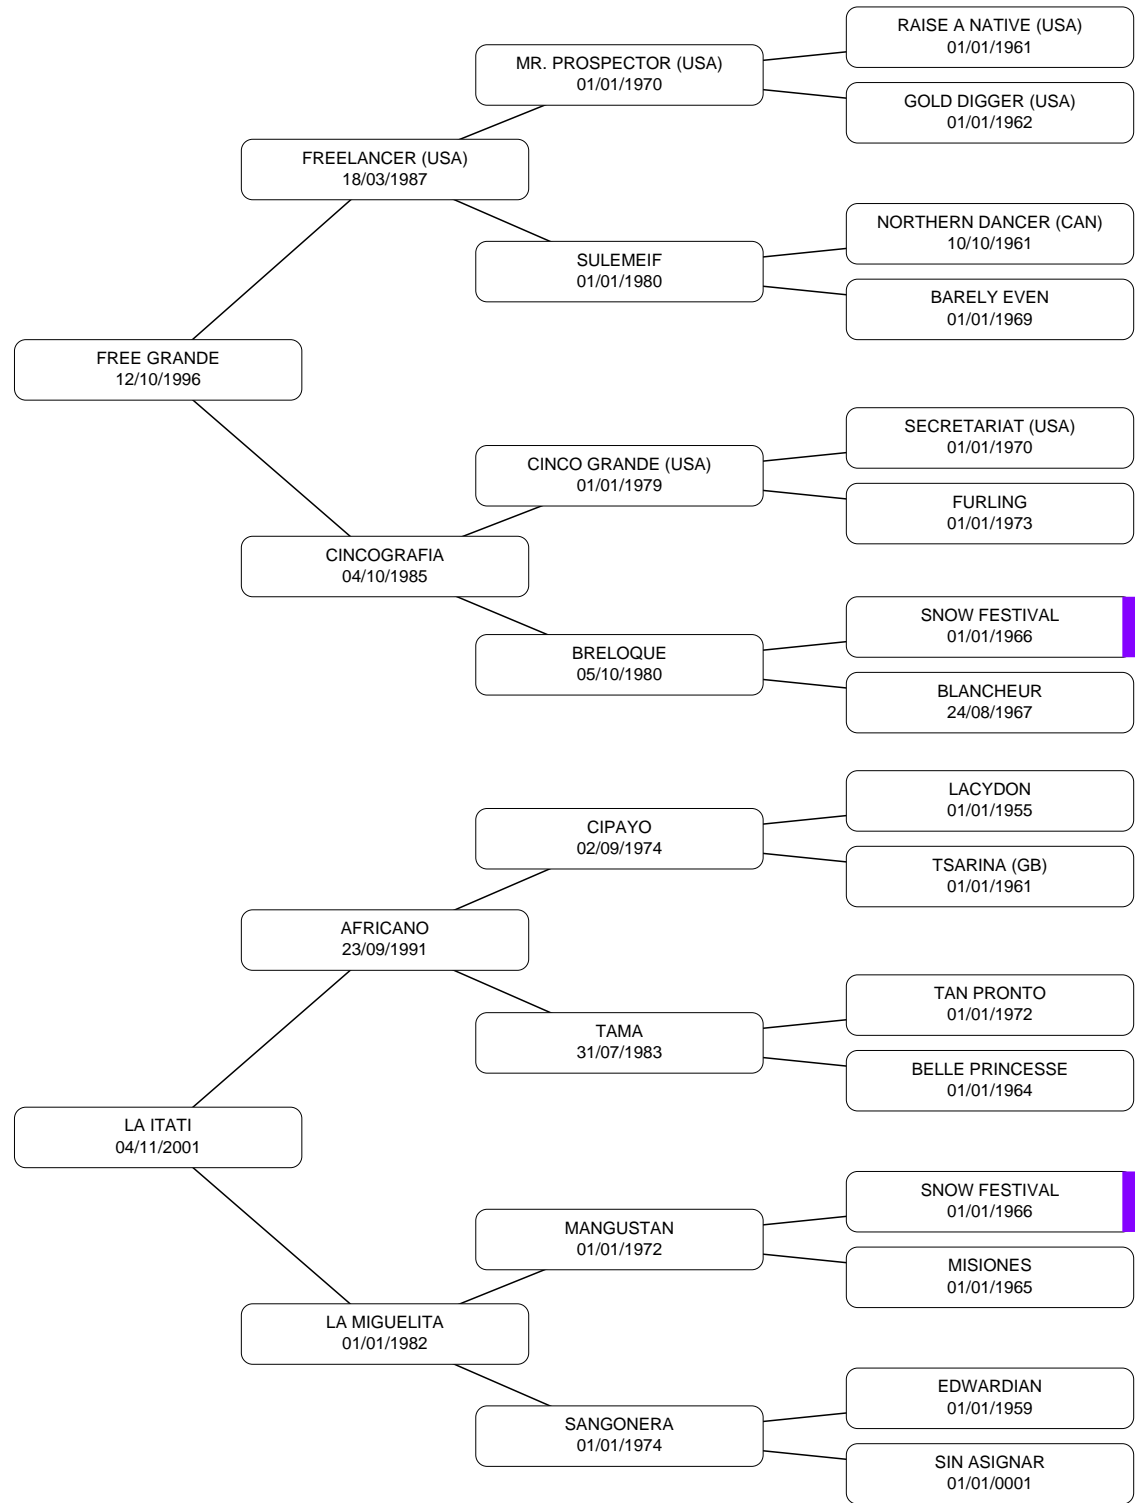 RAISE A NATIVE (USA)
01/01/1961
MR. PROSPECTOR (USA)
01/01/1970
GOLD DIGGER (USA)
01/01/1962
FREELANCER (USA)
18/03/1987
NORTHERN DANCER (CAN)
10/10/1961
SULEMEIF
01/01/1980
BARELY EVEN
01/01/1969
FREE GRANDE
12/10/1996
SECRETARIAT (USA)
01/01/1970
CINCO GRANDE (USA)
01/01/1979
FURLING
01/01/1973
CINCOGRAFIA
04/10/1985
SNOW FESTIVAL
01/01/1966
BRELOQUE
05/10/1980
BLANCHEUR
24/08/1967
LACYDON
01/01/1955
CIPAYO
02/09/1974
TSARINA (GB)
01/01/1961
AFRICANO
23/09/1991
TAN PRONTO
01/01/1972
TAMA
31/07/1983
BELLE PRINCESSE
01/01/1964
LA ITATI
04/11/2001
SNOW FESTIVAL
01/01/1966
MANGUSTAN
01/01/1972
MISIONES
01/01/1965
LA MIGUELITA
01/01/1982
EDWARDIAN
01/01/1959
SANGONERA
01/01/1974
SIN ASIGNAR
01/01/0001